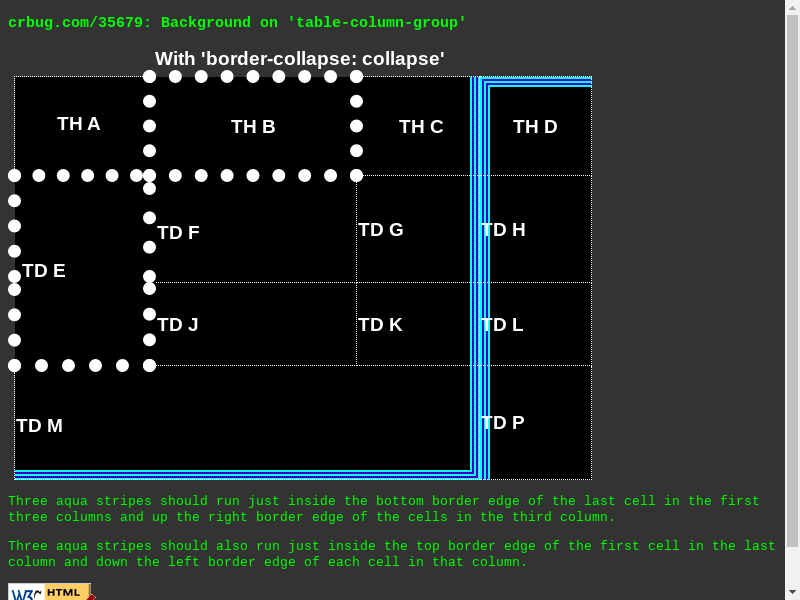 crbug.com/35679: Background on 'table-column-group'
With 'border-collapse: collapse'
TH A TH B TH C TH D
TD E TD F TD G TD H
TD J TD K TD L
TD M TD P
Three aqua stripes should run just inside the bottom border edge of the last cell in the first
three columns and up the right border edge of the cells in the third column.
Three aqua stripes should also run just inside the top border edge of the first cell in the last
column and down the left border edge of each cell in that column.
W3C HTML